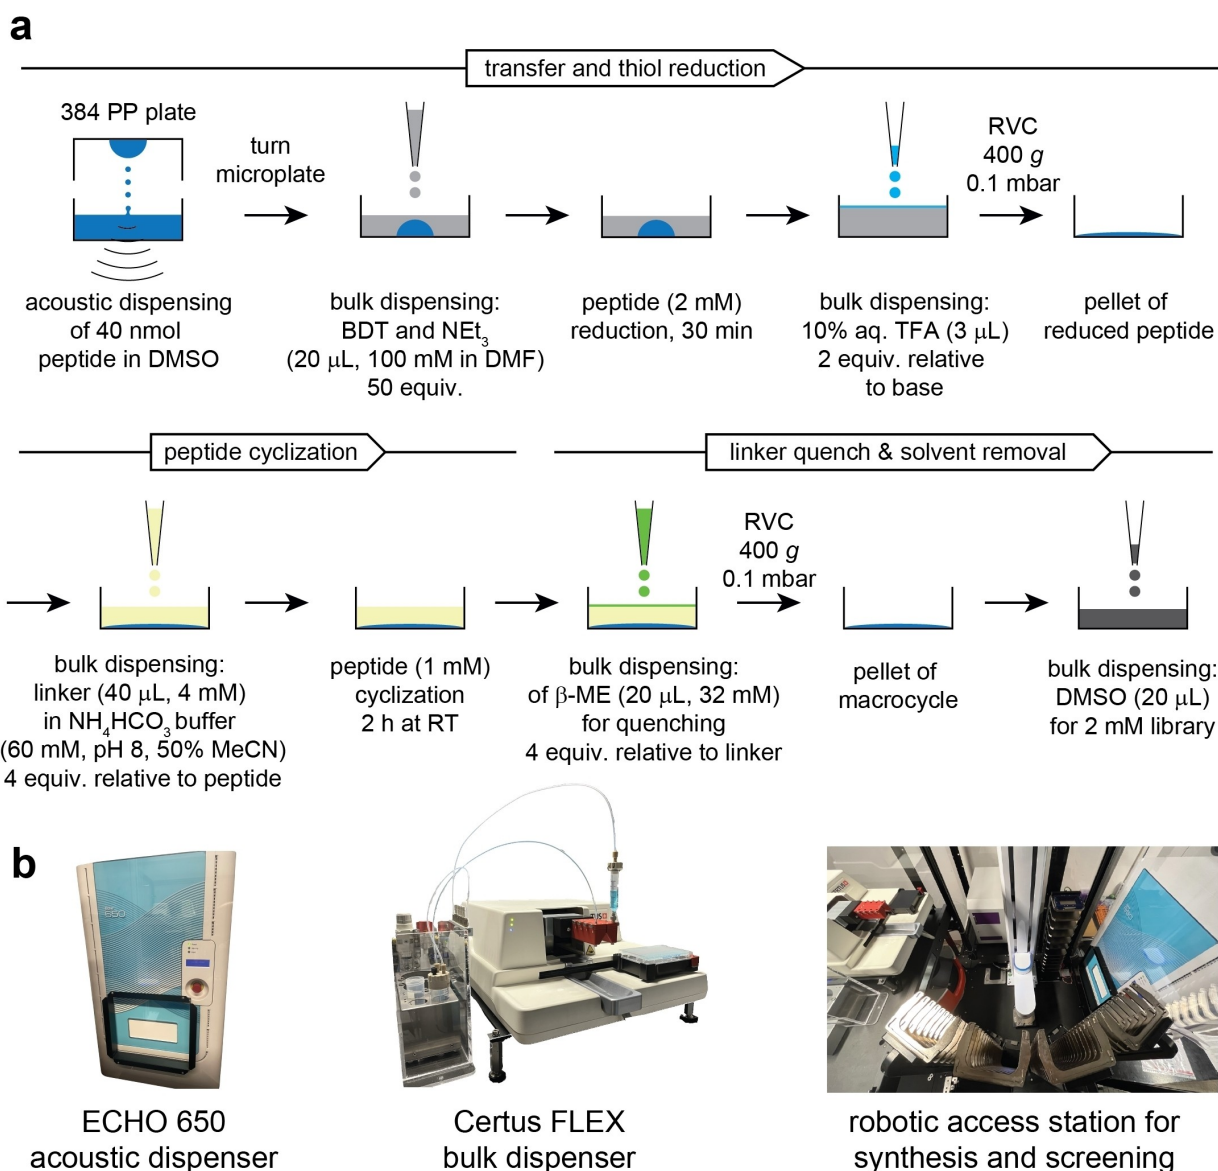 a
transfer and thiol reduction
384 PP plate
turn
microplate
RVC
400 g
0.1 mbar
acoustic dispensing
of 40 nmol
peptide in DMSO
bulk dispensing:
BDT and NEt3
(20 μL, 100 mM in DMF)
50 equiv.
peptide (2 mM)
reduction, 30 min
bulk dispensing:
10% aq. TFA (3 μL)
2 equiv. relative
to base
pellet of
reduced peptide
peptide cyclization
linker quench & solvent removal
RVC
400 g
0.1 mbar
bulk dispensing:
linker (40 μL, 4 mM)
in NH4HCO3 buffer
(60 mM, pH 8, 50% MeCN)
4 equiv. relative to peptide
peptide (1 mM)
cyclization
2 h at RT
bulk dispensing:
of β-ME (20 μL, 32 mM)
for quenching
4 equiv. relative to linker
pellet of
macrocycle
bulk dispensing:
DMSO (20 μL)
for 2 mM library
b
650
ECHO 650
acoustic dispenser
Certus FLEX
bulk dispenser
robotic access station for
synthesis and screening